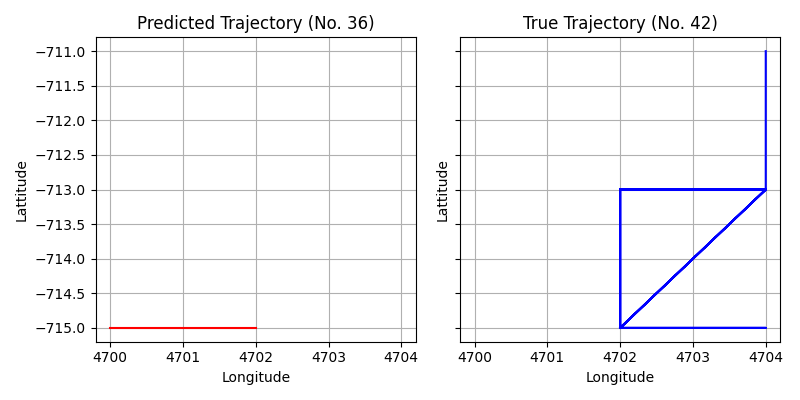 Predicted Trajectory (No. 36)
True Trajectory (No. 42)
−711.0
−711.5
−712.0
−712.5
−713.0
−713.5
−714.0
−714.5
−715.0
Lattitude
Lattitude
4700 4701 4702 4703 4704
4700 4701 4702 4703 4704
Longitude
Longitude